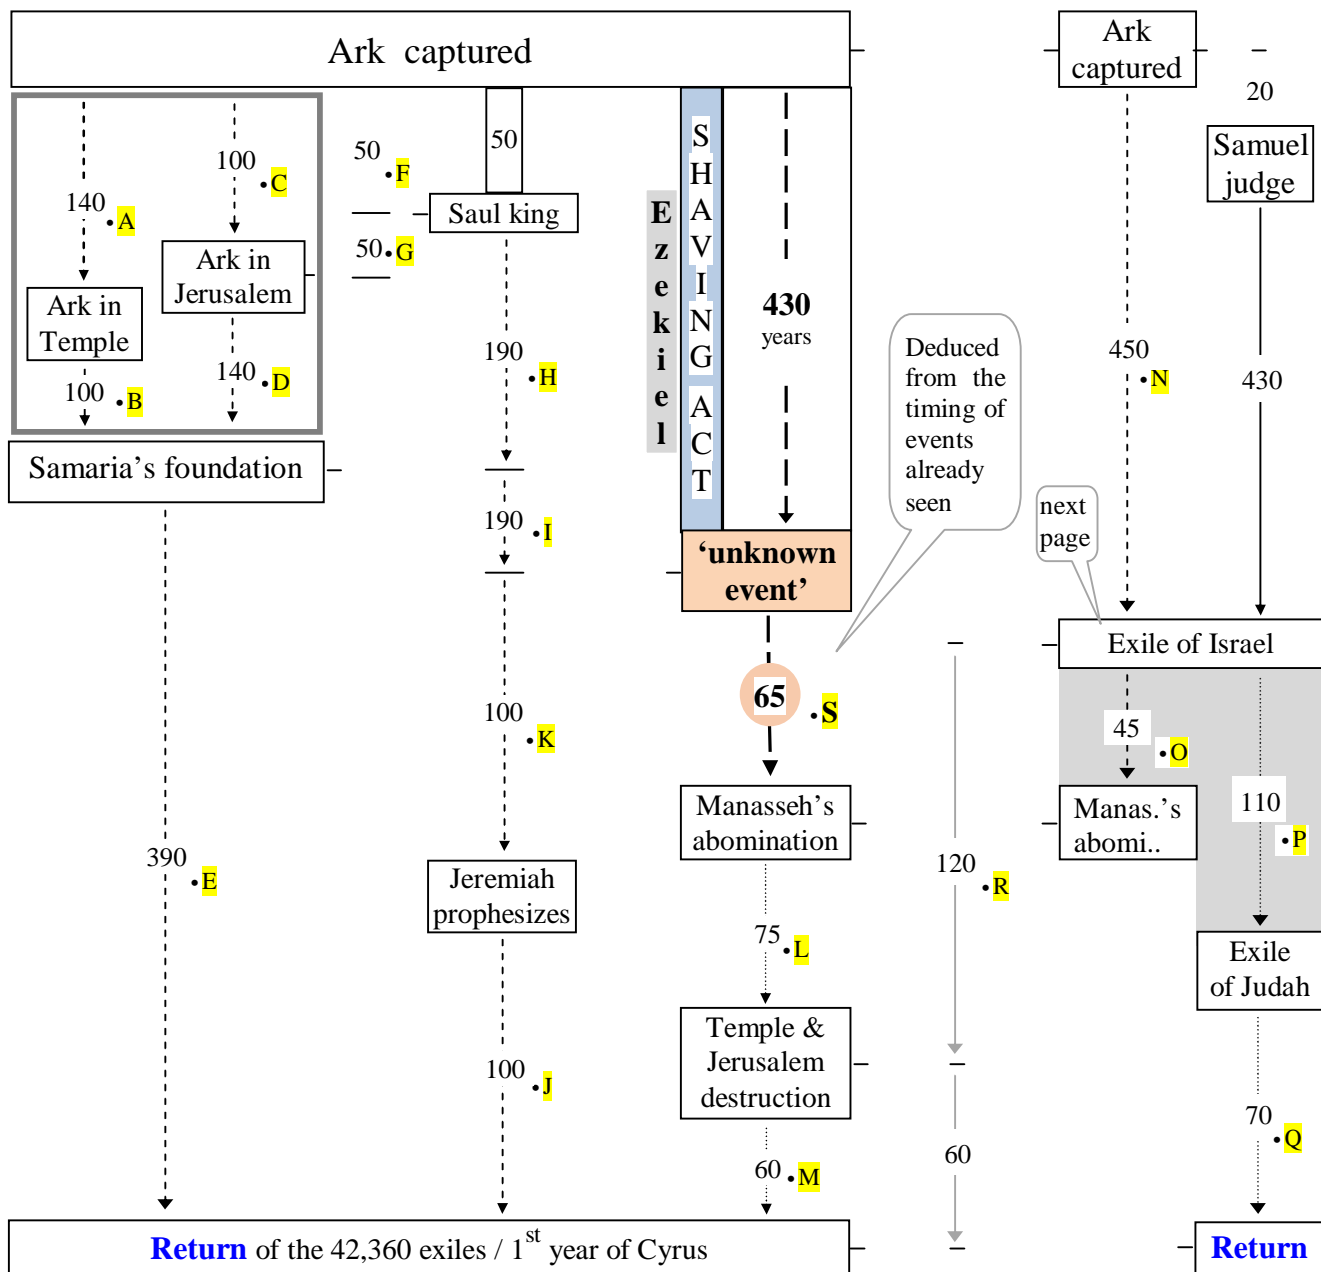 Ark captured
Ark
captured
20
Samuel
judge
140
•A
Ark in
Temple
100
•B
100
•C
Ark in
Jerusalem
140
•D
50
•F
50
•G
50
Saul king
190
•H
190
•I
100
•K
Jeremiah
prophesizes
100
•J
Samaria's foundation
390
•E
Ezekiel
SHAVING ACT
430
years
'unknown
event'
65
•S
Manasseh's
abomination
75
•L
Temple &
Jerusalem
destruction
60
•M
Deduced
from the
timing of
events
already
seen
next
page
120
•R
60
450
•N
430
Exile of Israel
45
•O
Manas.'s
abomi..
110
•P
Exile
of Judah
70
•Q
Return of the 42,360 exiles / 1st year of Cyrus
Return